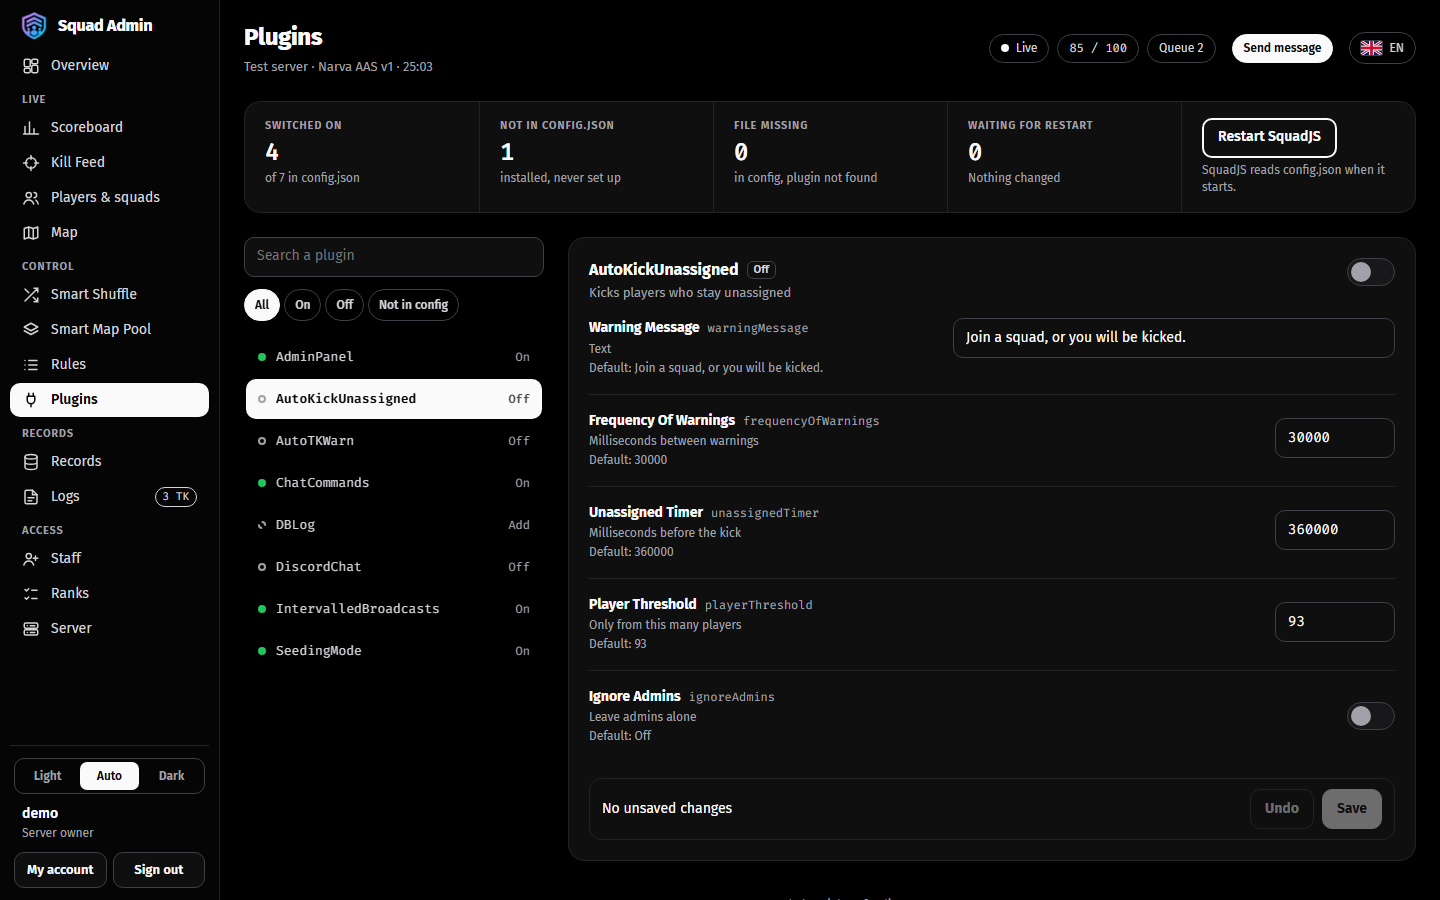 Squad Admin
Overview
LIVE
Scoreboard
Kill Feed
Players & squads
Map
CONTROL
Smart Shuffle
Smart Map Pool
Rules
Plugins
RECORDS
Records
Logs
3 TK
ACCESS
Staff
Ranks
Server
Light
Auto
Dark
demo
Server owner
My account
Sign out
Plugins
Test server · Narva AAS v1 · 25:03
Live
85 / 100
Queue 2
Send message
EN
SWITCHED ON
4
of 7 in config.json
NOT IN CONFIG.JSON
1
installed, never set up
FILE MISSING
0
in config, plugin not found
WAITING FOR RESTART
0
Nothing changed
Restart SquadJS
SquadJS reads config.json when it
starts.
Search a plugin
All
On
Off
Not in config
AdminPanel On
AutoKickUnassigned Off
AutoTKWarn Off
ChatCommands On
DBLog Add
DiscordChat Off
IntervalledBroadcasts On
SeedingMode On
AutoKickUnassigned Off
Kicks players who stay unassigned
Warning Message warningMessage
Text
Default: Join a squad, or you will be kicked.
Join a squad, or you will be kicked.
Frequency Of Warnings frequencyOfWarnings
Milliseconds between warnings
Default: 30000
30000
Unassigned Timer unassignedTimer
Milliseconds before the kick
Default: 360000
360000
Player Threshold playerThreshold
Only from this many players
Default: 93
93
Ignore Admins ignoreAdmins
Leave admins alone
Default: Off
No unsaved changes
Undo
Save